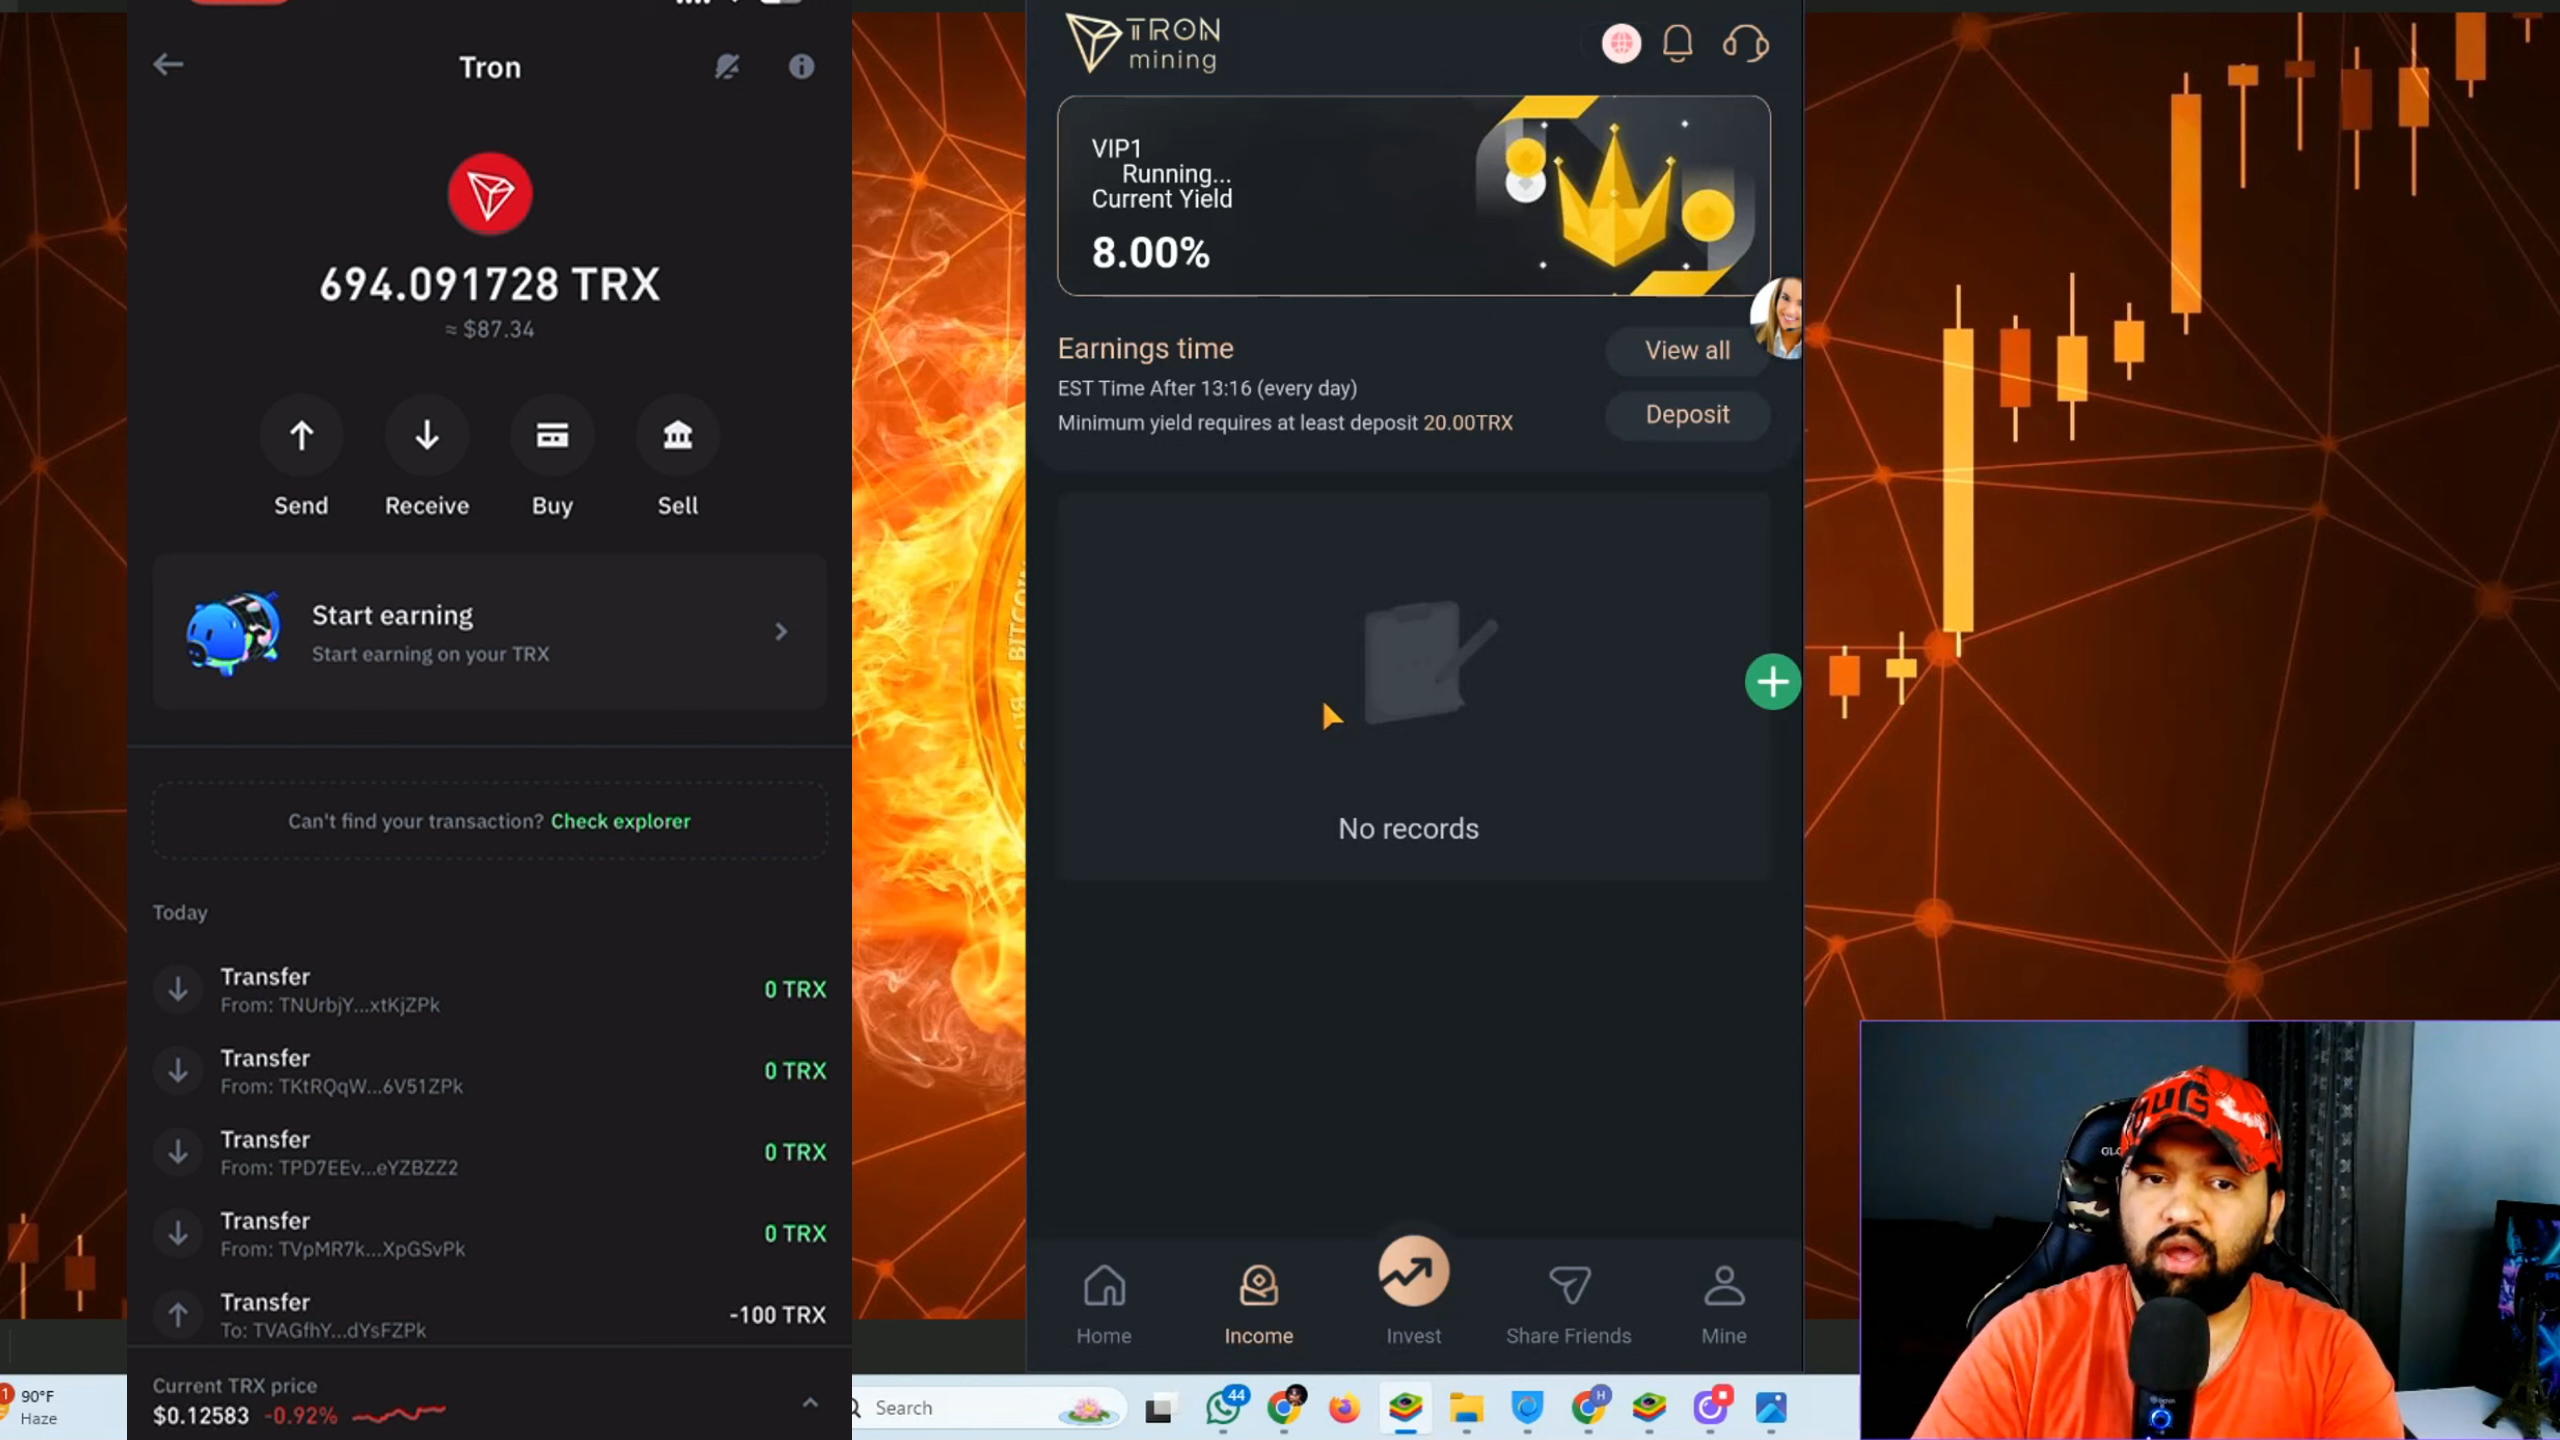 Tron
694.091728 TRX
≈ $87.34
Send
Receive
Buy
Sell
Start earning
Start earning on your TRX
Can't find your transaction? Check explorer
Today
Transfer
0 TRX
From: TNUrbjY...xtKjZPk
Transfer
0 TRX
From: TKtRQqW...6V51ZPk
Transfer
0 TRX
From: TPD7EEv...eYZBZZ2
Transfer
0 TRX
From: TVpMR7k...XpGSvPk
Transfer
-100 TRX
To: TVAGfhY...dYsFZPk
Current TRX price
$0.12583 -0.92%
TRON
mining
VIP1
Running...
Current Yield
8.00%
Earnings time
View all
EST Time After 13:16 (every day)
Minimum yield requires at least deposit 20.00TRX
Deposit
No records
Home
Income
Invest
Share Friends
Mine
BITCOIN
1
90°F
Haze
Search
44
H